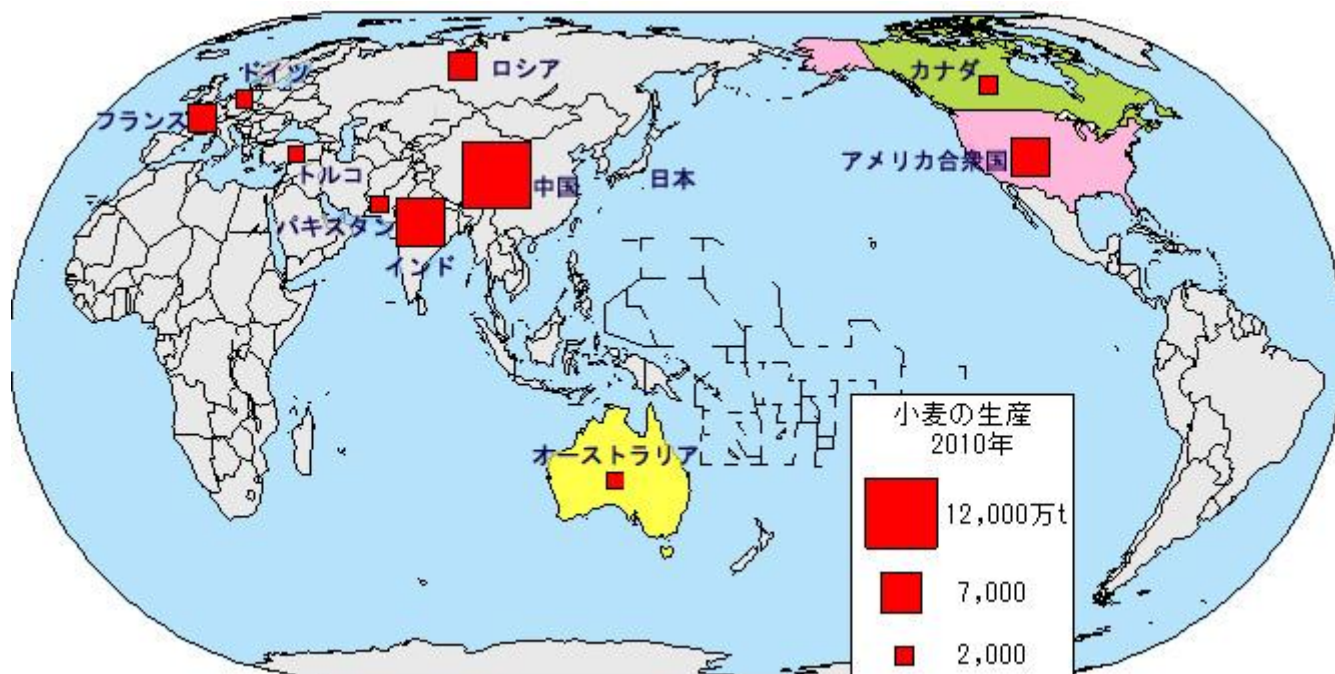 ドイツ
ロシア
カナダ
フランス
アメリカ合衆国
トルコ
中国
日本
パキスタン
インド
オーストラリア
小麦の生産
2010年
12,000万t
7,000
2,000